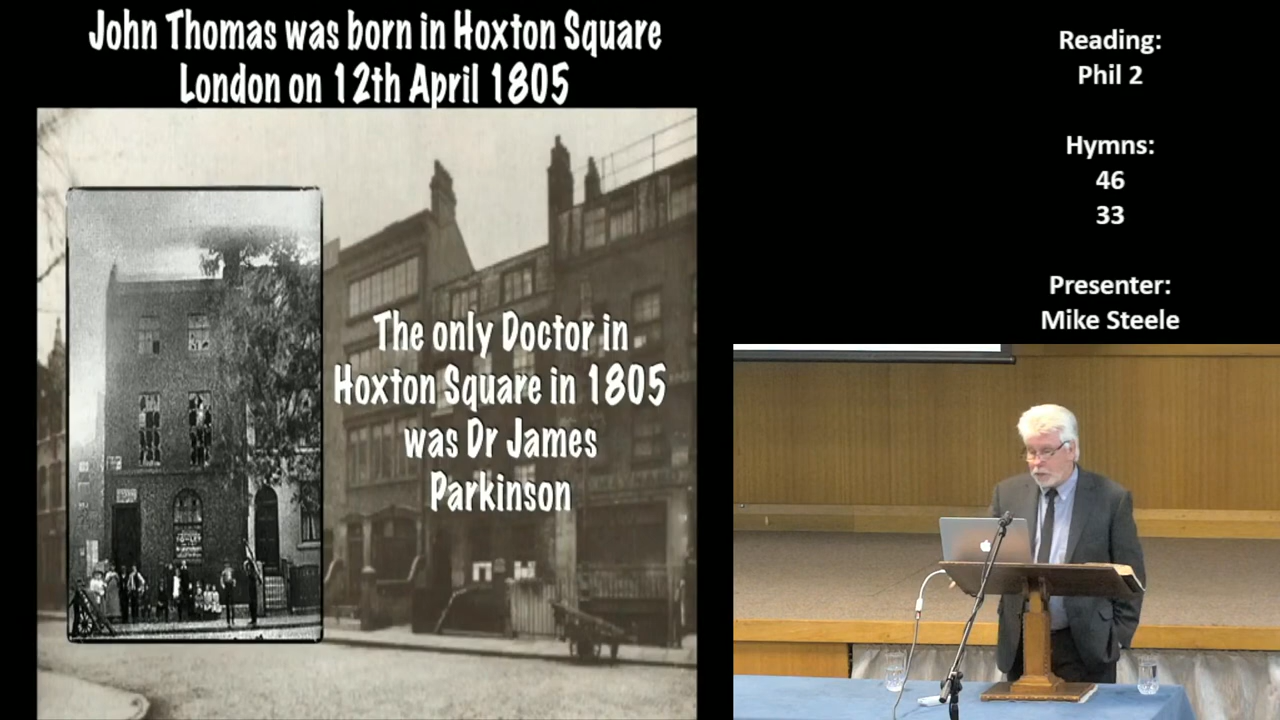 John Thomas was born in Hoxton Square
London on 12th April 1805
The only Doctor in
Hoxton Square in 1805
was Dr James
Parkinson
Reading:
Phil 2
Hymns:
46
33
Presenter:
Mike Steele